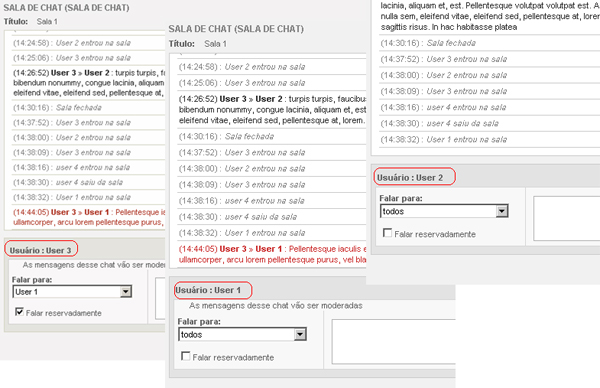 SALA DE CHAT (SALA DE CHAT)
Título: Sala 1
(14:24:58) : User 2 entrou na sala
(14:25:06) : User 3 entrou na sala
(14:26:52) User 3 » User 2 : turpis turpis,
bibendum nonummy, congue lacinia, aliquam et,
eleifend vitae, eleifend sed, pellentesque at,
(14:30:16) : Sala fechada
(14:37:52) : User 3 entrou na sala
(14:38:00) : User 2 entrou na sala
(14:38:09) : User 3 entrou na sala
(14:38:16) : user 4 entrou na sala
(14:38:30) : user 4 saiu da sala
(14:38:32) : User 1 entrou na sala
(14:44:05) User 3 » User 1 : Pellentesque
ullamcorper, arcu lorem pellentesque purus,
Usuário : User 3
As mensagens desse chat vão ser
Falar para:
User 1
Falar reservadamente
SALA DE CHAT (SALA DE CHAT)
Título: Sala 1
(14:24:58) : User 2 entrou na sala
(14:25:06) : User 3 entrou na sala
(14:26:52) User 3 » User 2 : turpis turpis, faucibus
bibendum nonummy, congue lacinia, aliquam et, est
eleifend vitae, eleifend sed, pellentesque at, lorem.
(14:30:16) : Sala fechada
(14:37:52) : User 3 entrou na sala
(14:38:00) : User 2 entrou na sala
(14:38:09) : User 3 entrou na sala
(14:38:16) : user 4 entrou na sala
(14:38:30) : user 4 saiu da sala
(14:38:32) : User 1 entrou na sala
(14:44:05) User 3 » User 1 : Pellentesque iaculis
ullamcorper, arcu lorem pellentesque purus, vel
Usuário : User 1
As mensagens desse chat vão ser moderadas
Falar para:
todos
Falar reservadamente
lacinia, aliquam et, est. Pellentesque volutpat volutpat est. A
nulla sem, eleifend vitae, eleifend sed, pellentesque at, lorem
sagittis risus. In hac habitasse platea
(14:30:16) : Sala fechada
(14:37:52) : User 3 entrou na sala
(14:38:00) : User 2 entrou na sala
(14:38:09) : User 3 entrou na sala
(14:38:16) : user 4 entrou na sala
(14:38:30) : user 4 saiu da sala
(14:38:32) : User 1 entrou na sala
Usuário : User 2
Falar para:
todos
Falar reservadamente